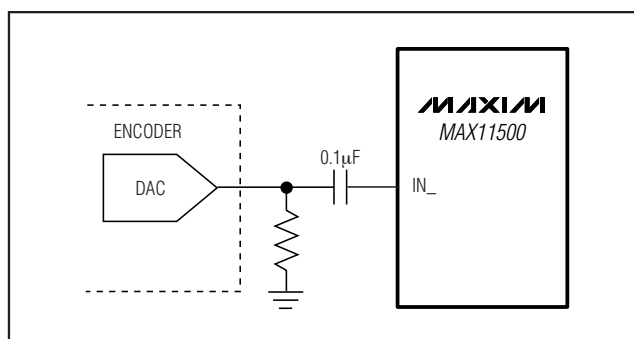 ENCODER
DAC
0.1μF
MAXIM
MAX11500
IN_